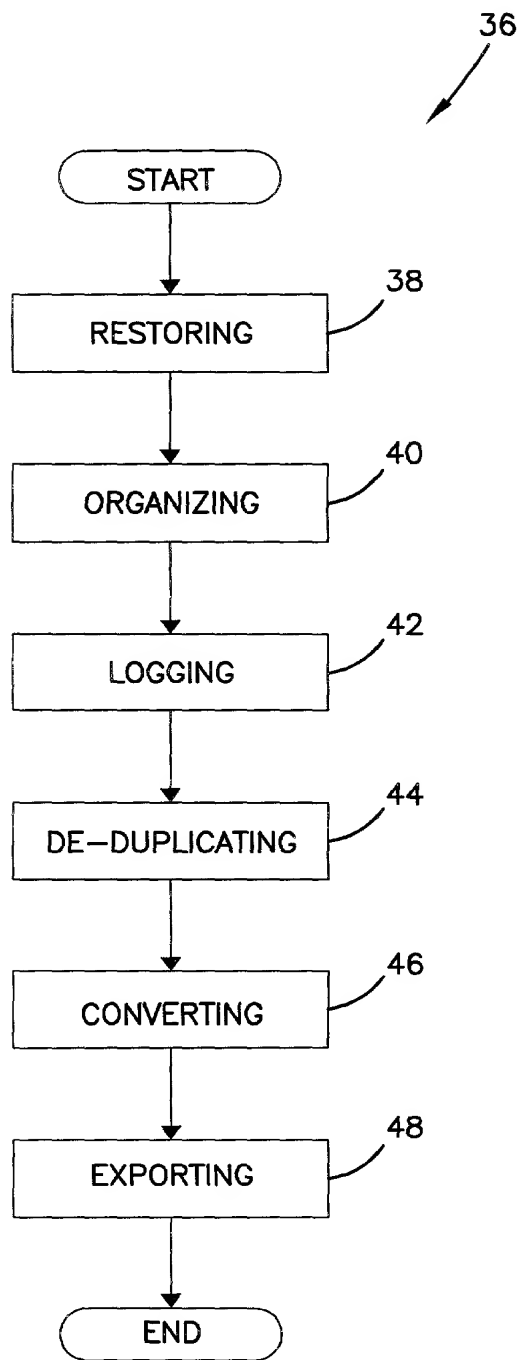 36
START
38
RESTORING
40
ORGANIZING
42
LOGGING
44
DE-DUPLICATING
46
CONVERTING
48
EXPORTING
END